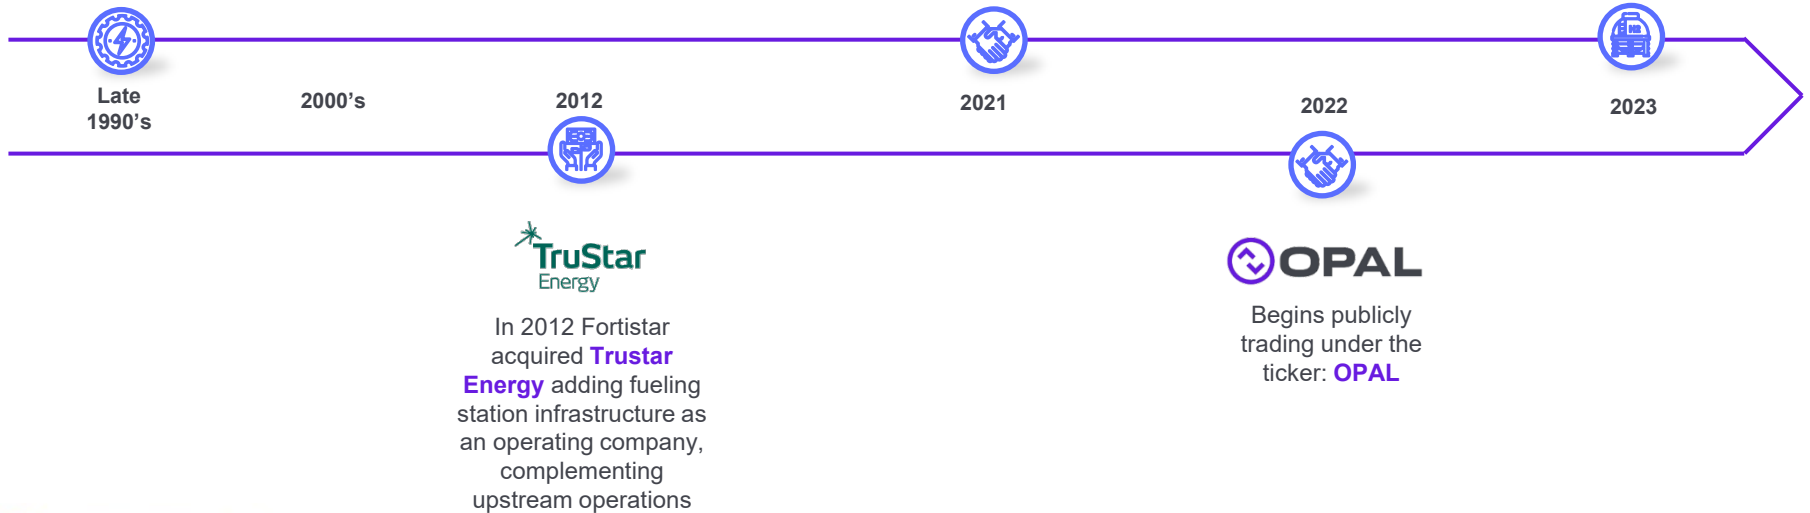 Late
1990's
2000's
2012
2021
2022
2023
H2
TruStar
Energy
In 2012 Fortistar
acquired Trustar
Energy adding fueling
station infrastructure as
an operating company,
complementing
upstream operations
OPAL
Begins publicly
trading under the
ticker: OPAL